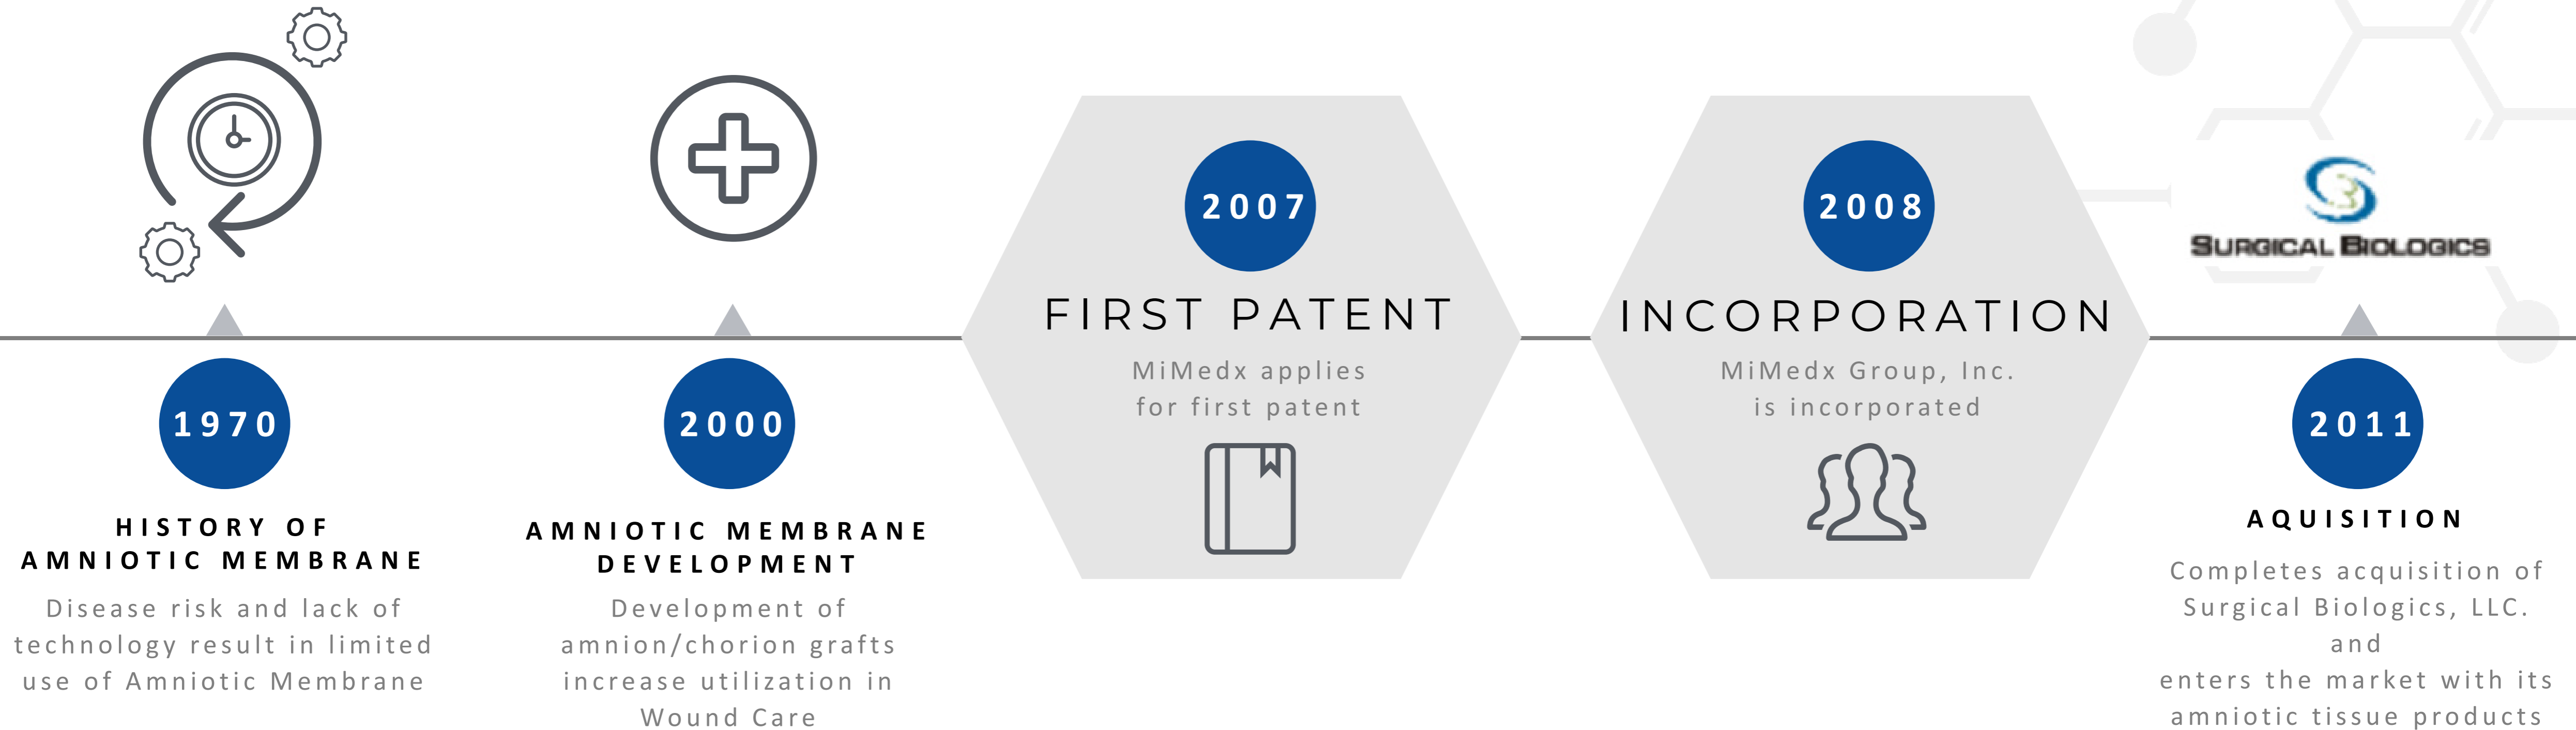 1970
HISTORY OF
AMNIOTIC MEMBRANE
Disease risk and lack of
technology result in limited
use of Amniotic Membrane
2000
AMNIOTIC MEMBRANE
DEVELOPMENT
Development of
amnion/chorion grafts
increase utilization in
Wound Care
2007
FIRST PATENT
MiMedx applies
for first patent
2008
INCORPORATION
MiMedx Group, Inc.
is incorporated
SURGICAL BIOLOGICS
2011
AQUISITION
Completes acquisition of
Surgical Biologics, LLC.
and
enters the market with its
amniotic tissue products